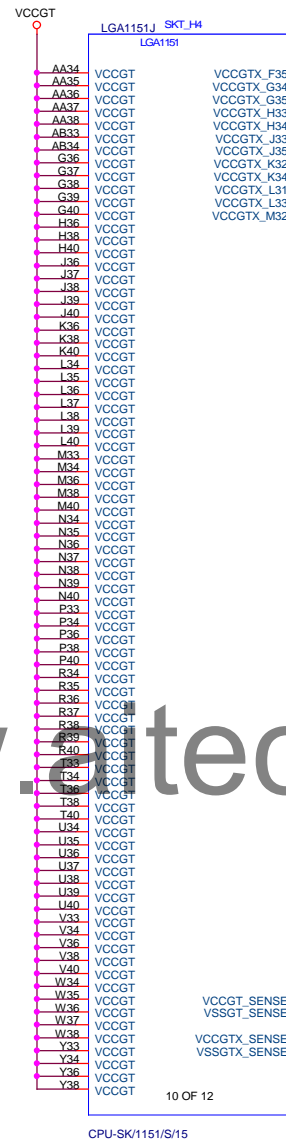 VCCGT
LGA1151J SKT_H4
LGA1151
AA34 VCCGT VCCGTX_F35
AA35 VCCGT VCCGTX_G34
AA36 VCCGT VCCGTX_G35
AA37 VCCGT VCCGTX_H33
AA38 VCCGT VCCGTX_H34
AB33 VCCGT VCCGTX_J33
AB34 VCCGT VCCGTX_J35
G36 VCCGT VCCGTX_K32
G37 VCCGT VCCGTX_K34
G38 VCCGT VCCGTX_L31
G39 VCCGT VCCGTX_L33
G40 VCCGT VCCGTX_M32
H36 VCCGT
H38 VCCGT
H40 VCCGT
J36 VCCGT
J37 VCCGT
J38 VCCGT
J39 VCCGT
J40 VCCGT
K36 VCCGT
K38 VCCGT
K40 VCCGT
L34 VCCGT
L35 VCCGT
L36 VCCGT
L37 VCCGT
L38 VCCGT
L39 VCCGT
L40 VCCGT
M33 VCCGT
M34 VCCGT
M36 VCCGT
M38 VCCGT
M40 VCCGT
N34 VCCGT
N35 VCCGT
N36 VCCGT
N37 VCCGT
N38 VCCGT
N39 VCCGT
N40 VCCGT
P33 VCCGT
P34 VCCGT
P36 VCCGT
P38 VCCGT
P40 VCCGT
R34 VCCGT
R35 VCCGT
R36 VCCGT
R37 VCCGT
R38 VCCGT
R39 VCCGT
R40 VCCGT
T33 VCCGT
T34 VCCGT
T36 VCCGT
T38 VCCGT
T40 VCCGT
U34 VCCGT
U35 VCCGT
U36 VCCGT
U37 VCCGT
U38 VCCGT
U39 VCCGT
U40 VCCGT
V33 VCCGT
V34 VCCGT
V36 VCCGT
V38 VCCGT
V40 VCCGT
W34 VCCGT
W35 VCCGT VCCGT_SENSE
W37 VCCGT VSSGT_SENSE
W38 VCCGT
Y33 VCCGT VCCGTX_SENSE
Y34 VCCGT VSSGTX_SENSE
Y36 VCCGT
Y38 VCCGT
10 OF 12
CPU-SK/1151/S/15
.aitec